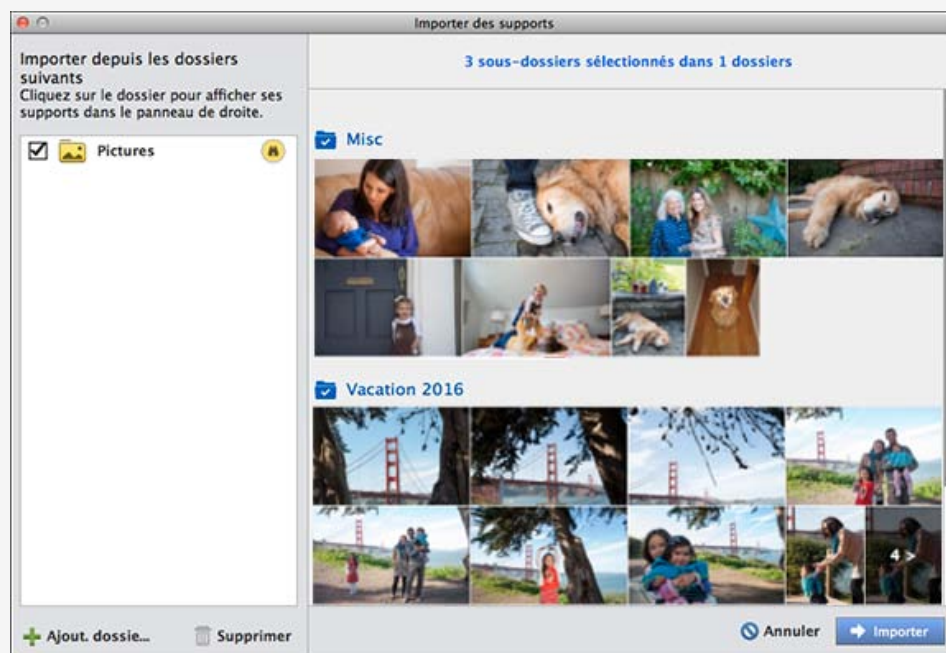 Importer des supports
Importer depuis les dossiers
suivants
Cliquez sur le dossier pour afficher ses
supports dans le panneau de droite.
Pictures
3 sous-dossiers sélectionnés dans 1 dossiers
Misc
Vacation 2016
4 >
Ajout. dossie...
Supprimer
Annuler
Importer